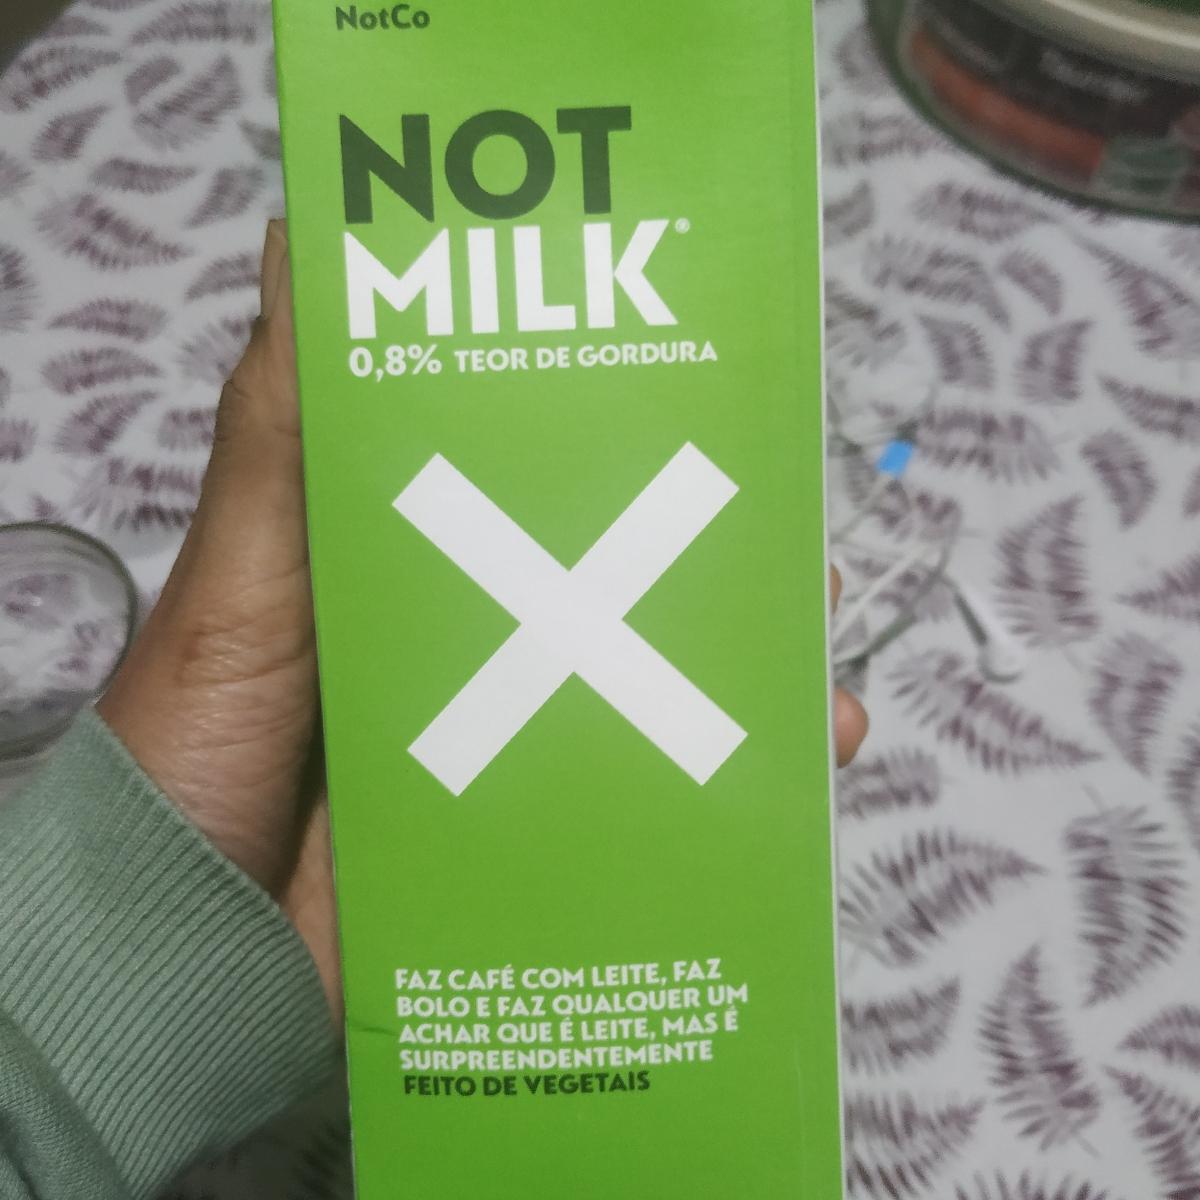 NotCo
NOT
MILK®
0,8% TEOR DE GORDURA
FAZ CAFÉ COM LEITE, FAZ
BOLO E FAZ QUALQUER UM
ACHAR QUE É LEITE, MAS É
SURPREENDENTEMENTE
FEITO DE VEGETAIS